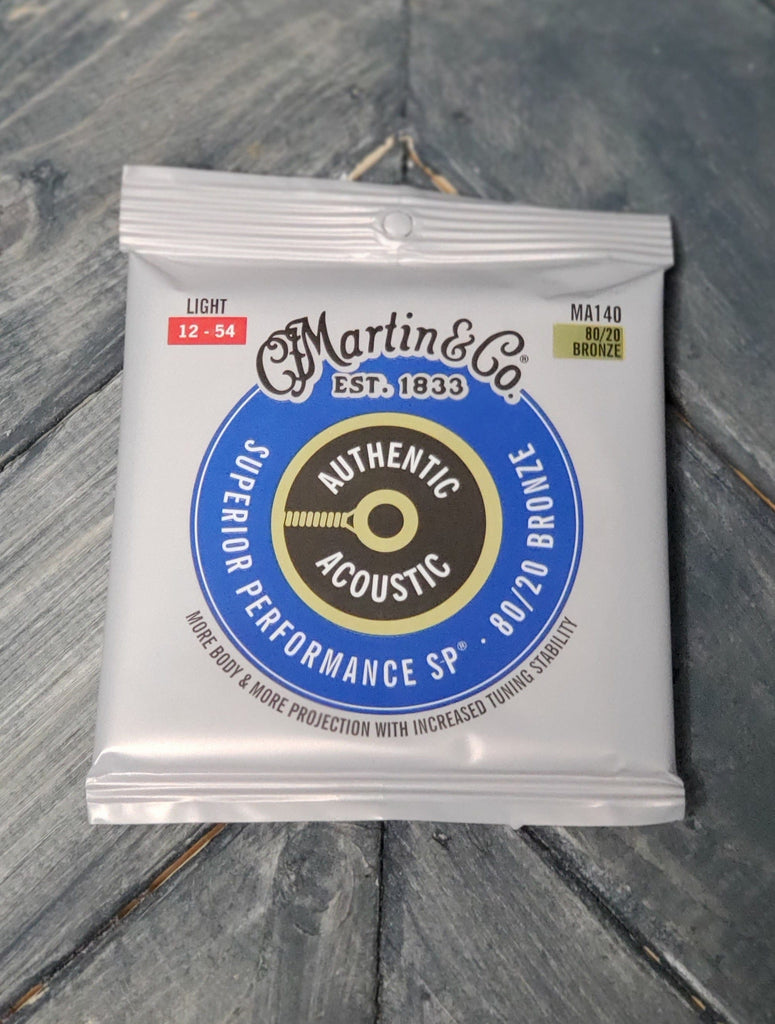 LIGHT
12 - 54
MA140
80/20
BRONZE
CFMartin & Co.®
EST. 1833
AUTHENTIC
ACOUSTIC
SUPERIOR PERFORMANCE SP® · 80/20 BRONZE
MORE BODY & MORE PROJECTION WITH INCREASED TUNING STABILITY